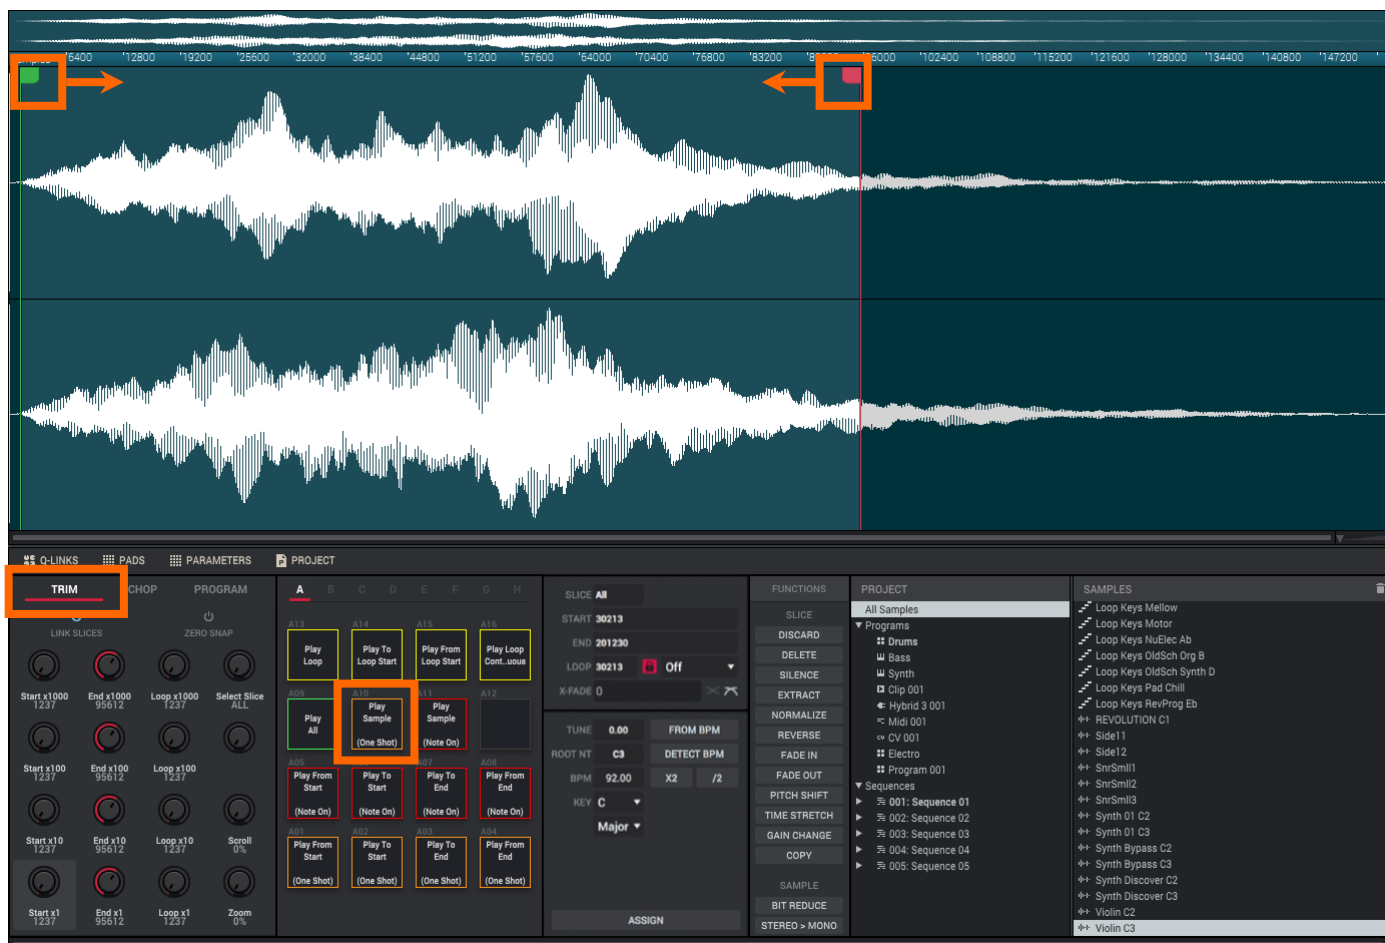 6400 12800 19200 25600 32000 38400 44800 51200 57600 64000 70400 76800 83200 102400 108800 115200 121600 128000 134400 140800 147200
Q-LINKS PADS PARAMETERS PROJECT
TRIM CHOP PROGRAM
LINK SLICES ZERO SNAP
Start x1000 End x1000 Loop x1000 Select Slice
1237 95612 1237 ALL
Start x100 End x100 Loop x100
1237 95612 1237
Start x10 End x10 Loop x10 Scroll
1237 95612 1237 0%
Start x1 End x1 Loop x1 Zoom
1237 95612 1237 0%
A B C D E F G H
A13 A14 A15 A16
Play Play To Play From Play Loop
Loop Loop Start Loop Start Cont..uous
A09 A10 A11 A12
Play Play Play
All Sample Sample
(One Shot) (Note On)
A05 A07 A08
Play From Play To Play To Play From
Start End End End
(Note On) (Note On) (Note On) (Note On)
A01 A02 A03 A04
Play From Play To Play To Play From
Start Start End End
(One Shot) (One Shot) (One Shot) (One Shot)
SLICE All
START 30213
END 201230
LOOP 30213 Off
X-FADE 0
TUNE 0.00 FROM BPM
ROOT NT C3 DETECT BPM
BPM 92.00 X2 /2
KEY C
Major
ASSIGN
FUNCTIONS
SLICE
DISCARD
DELETE
SILENCE
EXTRACT
NORMALIZE
REVERSE
FADE IN
FADE OUT
PITCH SHIFT
TIME STRETCH
GAIN CHANGE
COPY
SAMPLE
BIT REDUCE
STEREO > MONO
PROJECT
All Samples
Programs
Drums
Bass
Synth
Clip 001
Hybrid 3 001
Midi 001
CV 001
Electro
Program 001
Sequences
001: Sequence 01
002: Sequence 02
003: Sequence 03
004: Sequence 04
005: Sequence 05
SAMPLES
Loop Keys Mellow
Loop Keys Motor
Loop Keys NuElec Ab
Loop Keys OldSch Org B
Loop Keys OldSch Synth D
Loop Keys Pad Chill
Loop Keys RevProg Eb
REVOLUTION C1
Side11
Side12
SnrSmll1
SnrSmll2
SnrSmll3
Synth 01 C2
Synth 01 C3
Synth Bypass C2
Synth Bypass C3
Synth Discover C2
Synth Discover C3
Violin C2
Violin C3